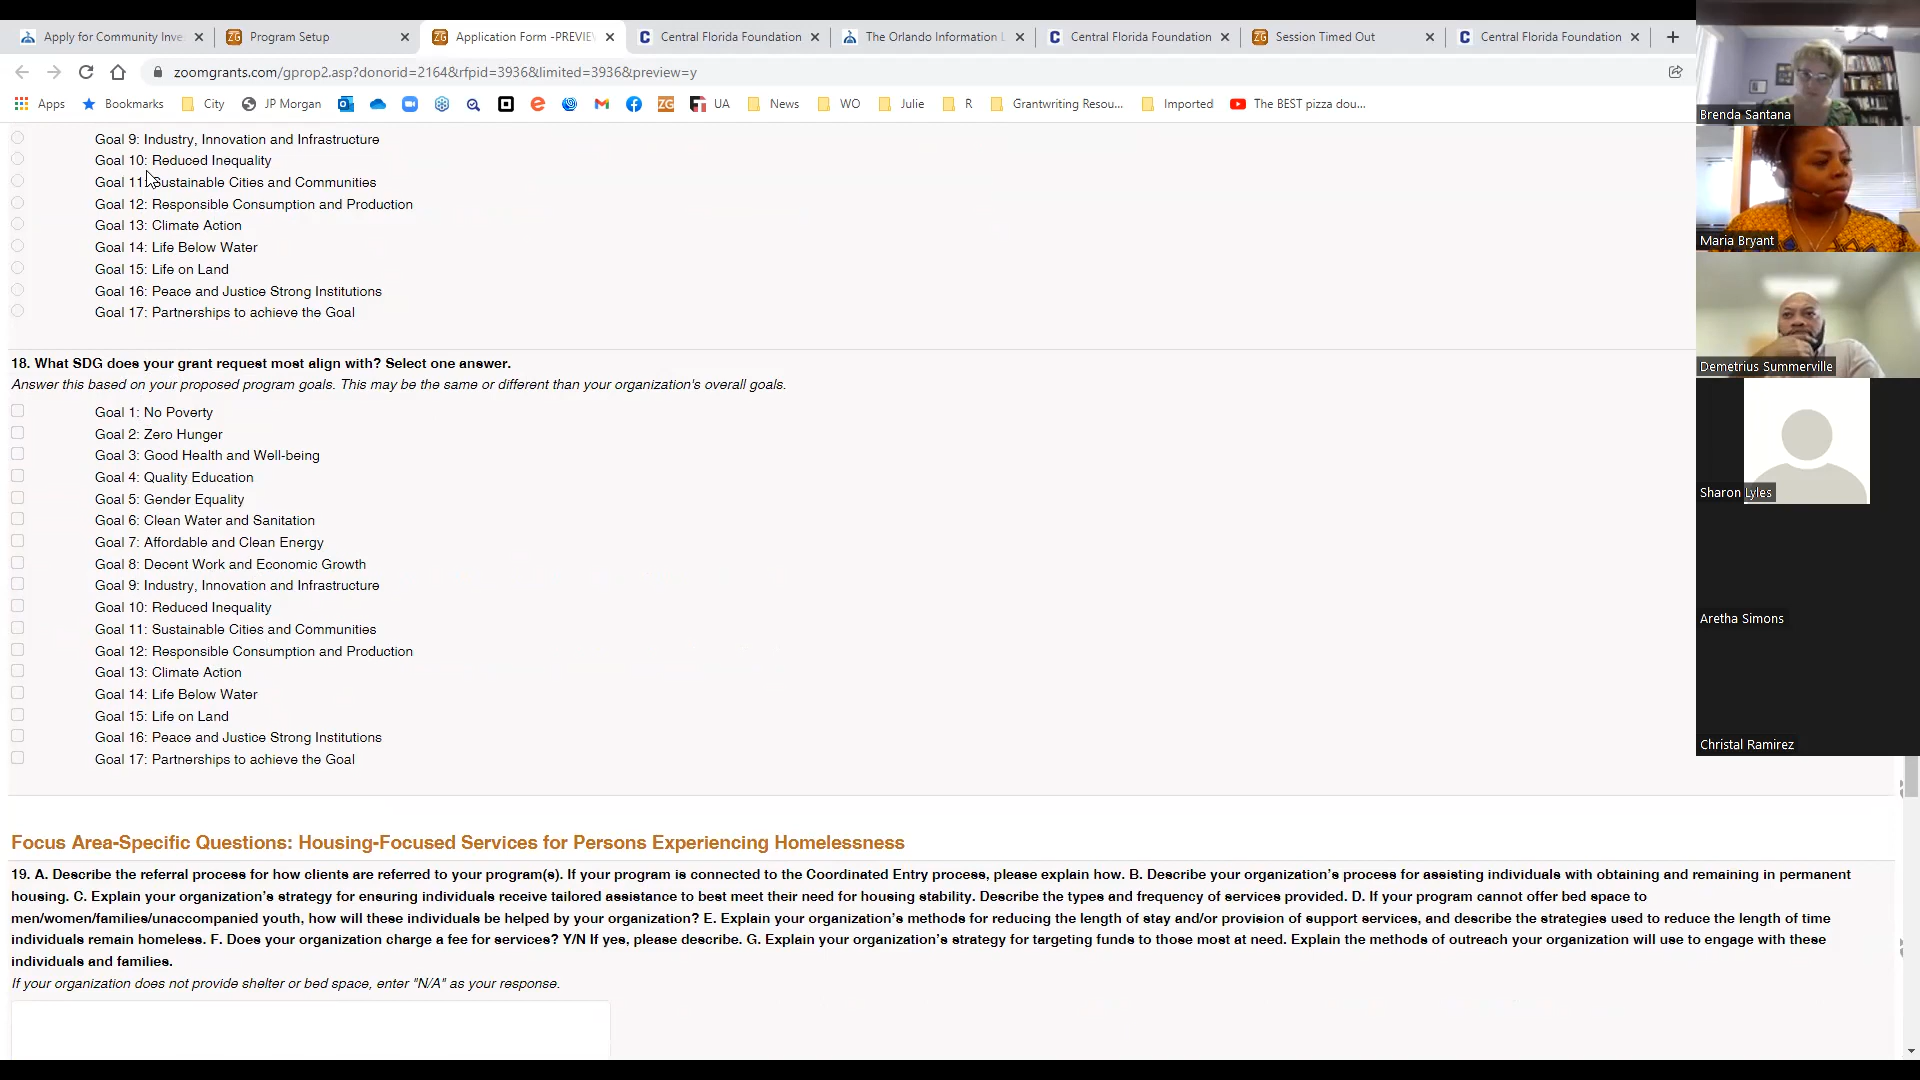 Apply for Community Inve
Program Setup
Application Form -PREVIEW
Central Florida Foundation
The Orlando Information L
Central Florida Foundation
Session Timed Out
Central Florida Foundation
zoomgrants.com/gprop2.asp?donorid=2164&rfpid=3936&limited=3936&preview=y
Apps
Bookmarks
City
JP Morgan
UA
News
WO
Julie
R
Grantwriting Resou...
Imported
The BEST pizza dou...
Goal 9: Industry, Innovation and Infrastructure
Goal 10: Reduced Inequality
Goal 11: Sustainable Cities and Communities
Goal 12: Responsible Consumption and Production
Goal 13: Climate Action
Goal 14: Life Below Water
Goal 15: Life on Land
Goal 16: Peace and Justice Strong Institutions
Goal 17: Partnerships to achieve the Goal
18. What SDG does your grant request most align with? Select one answer.
Answer this based on your proposed program goals. This may be the same or different than your organization's overall goals.
Goal 1: No Poverty
Goal 2: Zero Hunger
Goal 3: Good Health and Well-being
Goal 4: Quality Education
Goal 5: Gender Equality
Goal 6: Clean Water and Sanitation
Goal 7: Affordable and Clean Energy
Goal 8: Decent Work and Economic Growth
Goal 9: Industry, Innovation and Infrastructure
Goal 10: Reduced Inequality
Goal 11: Sustainable Cities and Communities
Goal 12: Responsible Consumption and Production
Goal 13: Climate Action
Goal 14: Life Below Water
Goal 15: Life on Land
Goal 16: Peace and Justice Strong Institutions
Goal 17: Partnerships to achieve the Goal
Focus Area-Specific Questions: Housing-Focused Services for Persons Experiencing Homelessness
19. A. Describe the referral process for how clients are referred to your program(s). If your program is connected to the Coordinated Entry process, please explain how. B. Describe your organization's process for assisting individuals with obtaining and remaining in permanent
housing. C. Explain your organization's strategy for ensuring individuals receive tailored assistance to best meet their need for housing stability. Describe the types and frequency of services provided. D. If your program cannot offer bed space to
men/women/families/unaccompanied youth, how will these individuals be helped by your organization? E. Explain your organization's methods for reducing the length of stay and/or provision of support services, and describe the strategies used to reduce the length of time
individuals remain homeless. F. Does your organization charge a fee for services? Y/N If yes, please describe. G. Explain your organization's strategy for targeting funds to those most at need. Explain the methods of outreach your organization will use to engage with these
individuals and families.
If your organization does not provide shelter or bed space, enter "N/A" as your response.
Brenda Santana
Maria Bryant
Demetrius Summerville
Sharon Lyles
Aretha Simons
Christal Ramirez